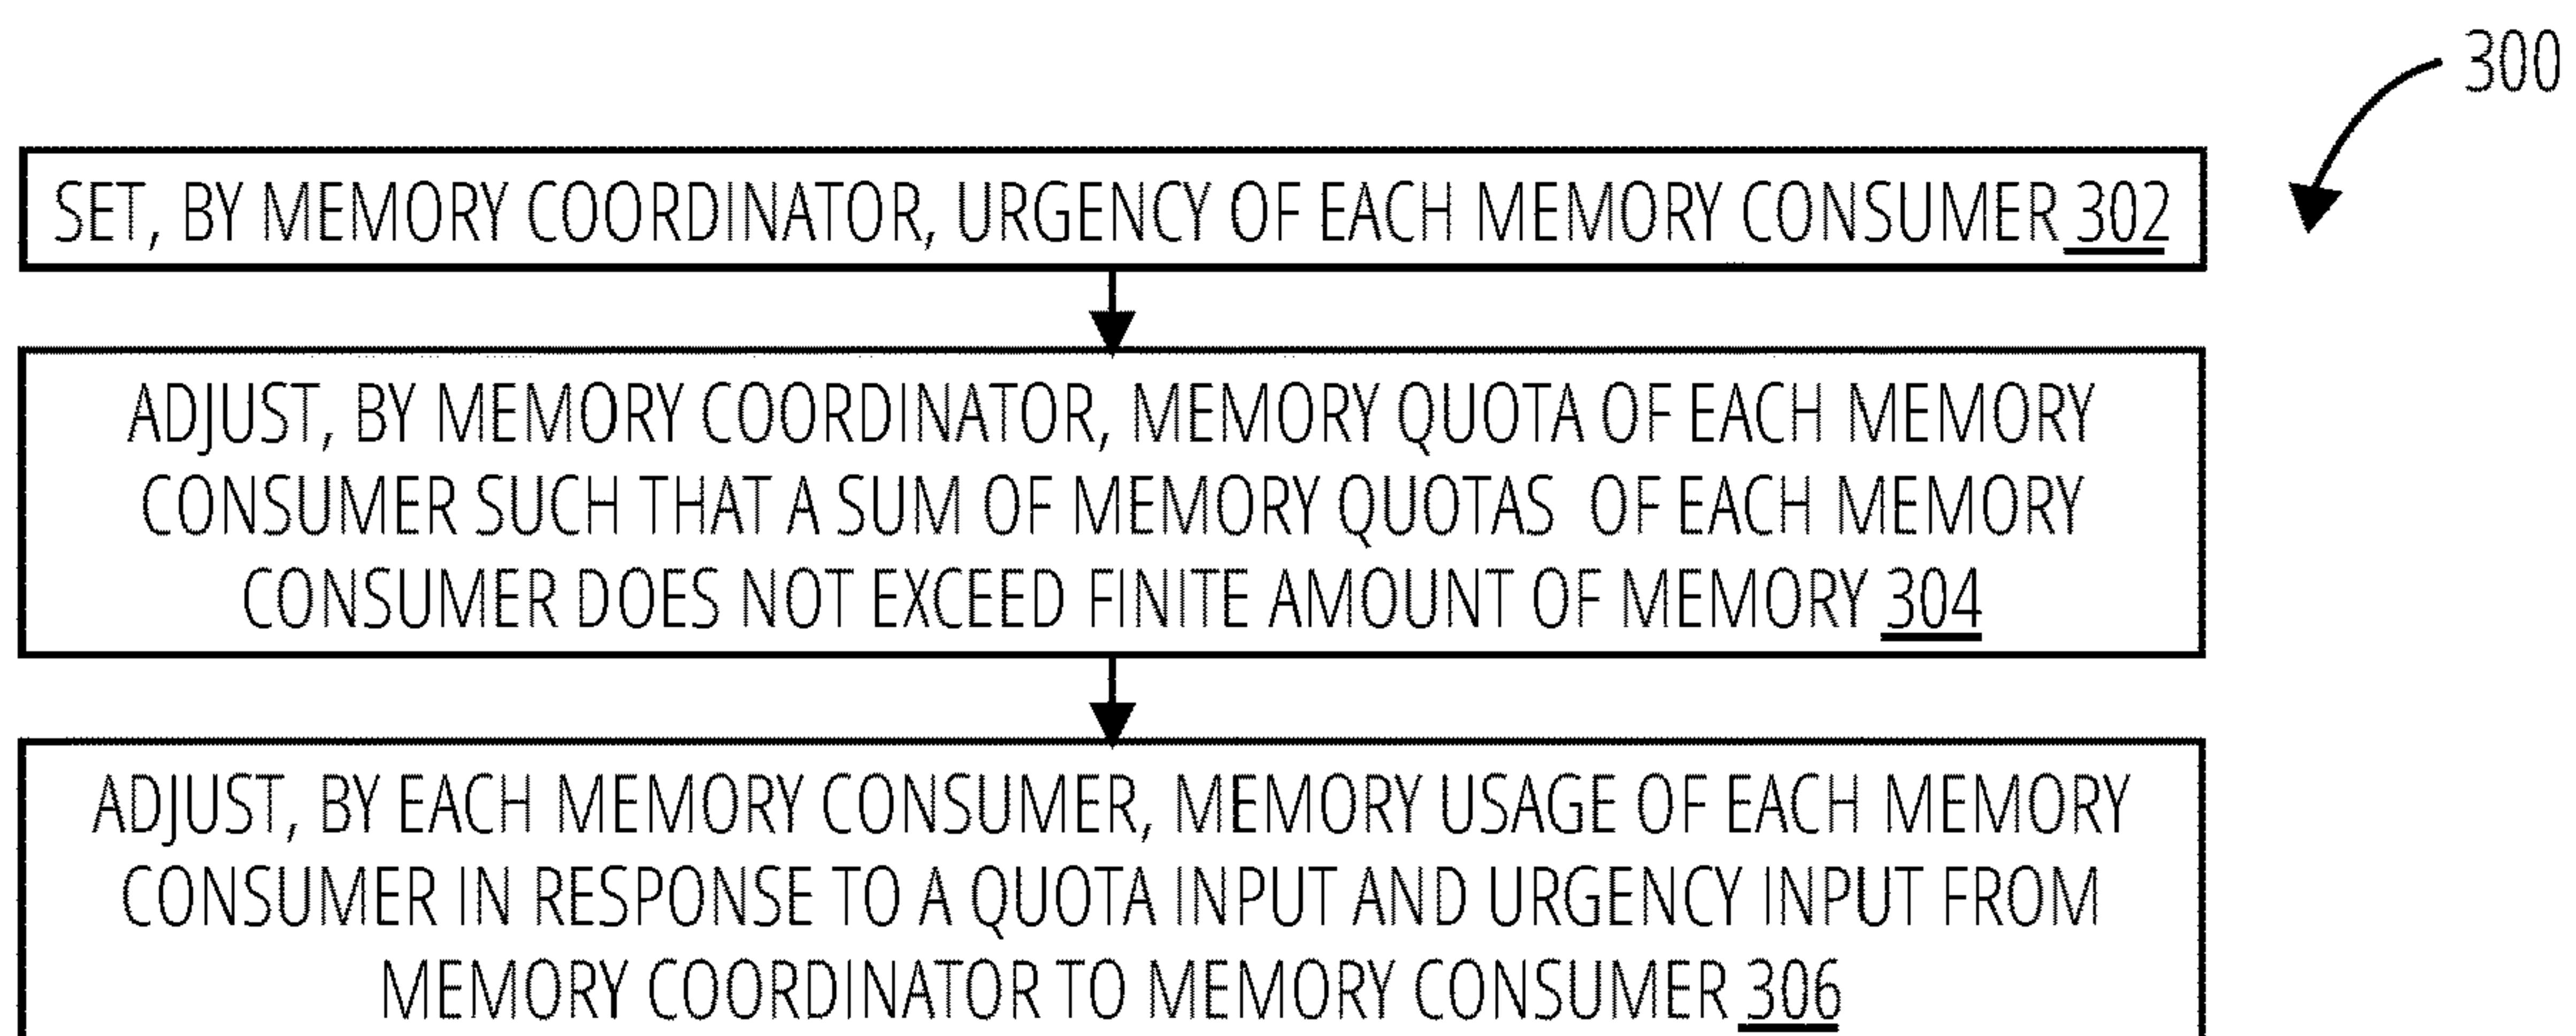 300
SET, BY MEMORY COORDINATOR, URGENCY OF EACH MEMORY CONSUMER 302
ADJUST, BY MEMORY COORDINATOR, MEMORY QUOTA OF EACH MEMORY
CONSUMER SUCH THAT A SUM OF MEMORY QUOTAS OF EACH MEMORY
CONSUMER DOES NOT EXCEED FINITE AMOUNT OF MEMORY 304
ADJUST, BY EACH MEMORY CONSUMER, MEMORY USAGE OF EACH MEMORY
CONSUMER IN RESPONSE TO A QUOTA INPUT AND URGENCY INPUT FROM
MEMORY COORDINATOR TO MEMORY CONSUMER 306